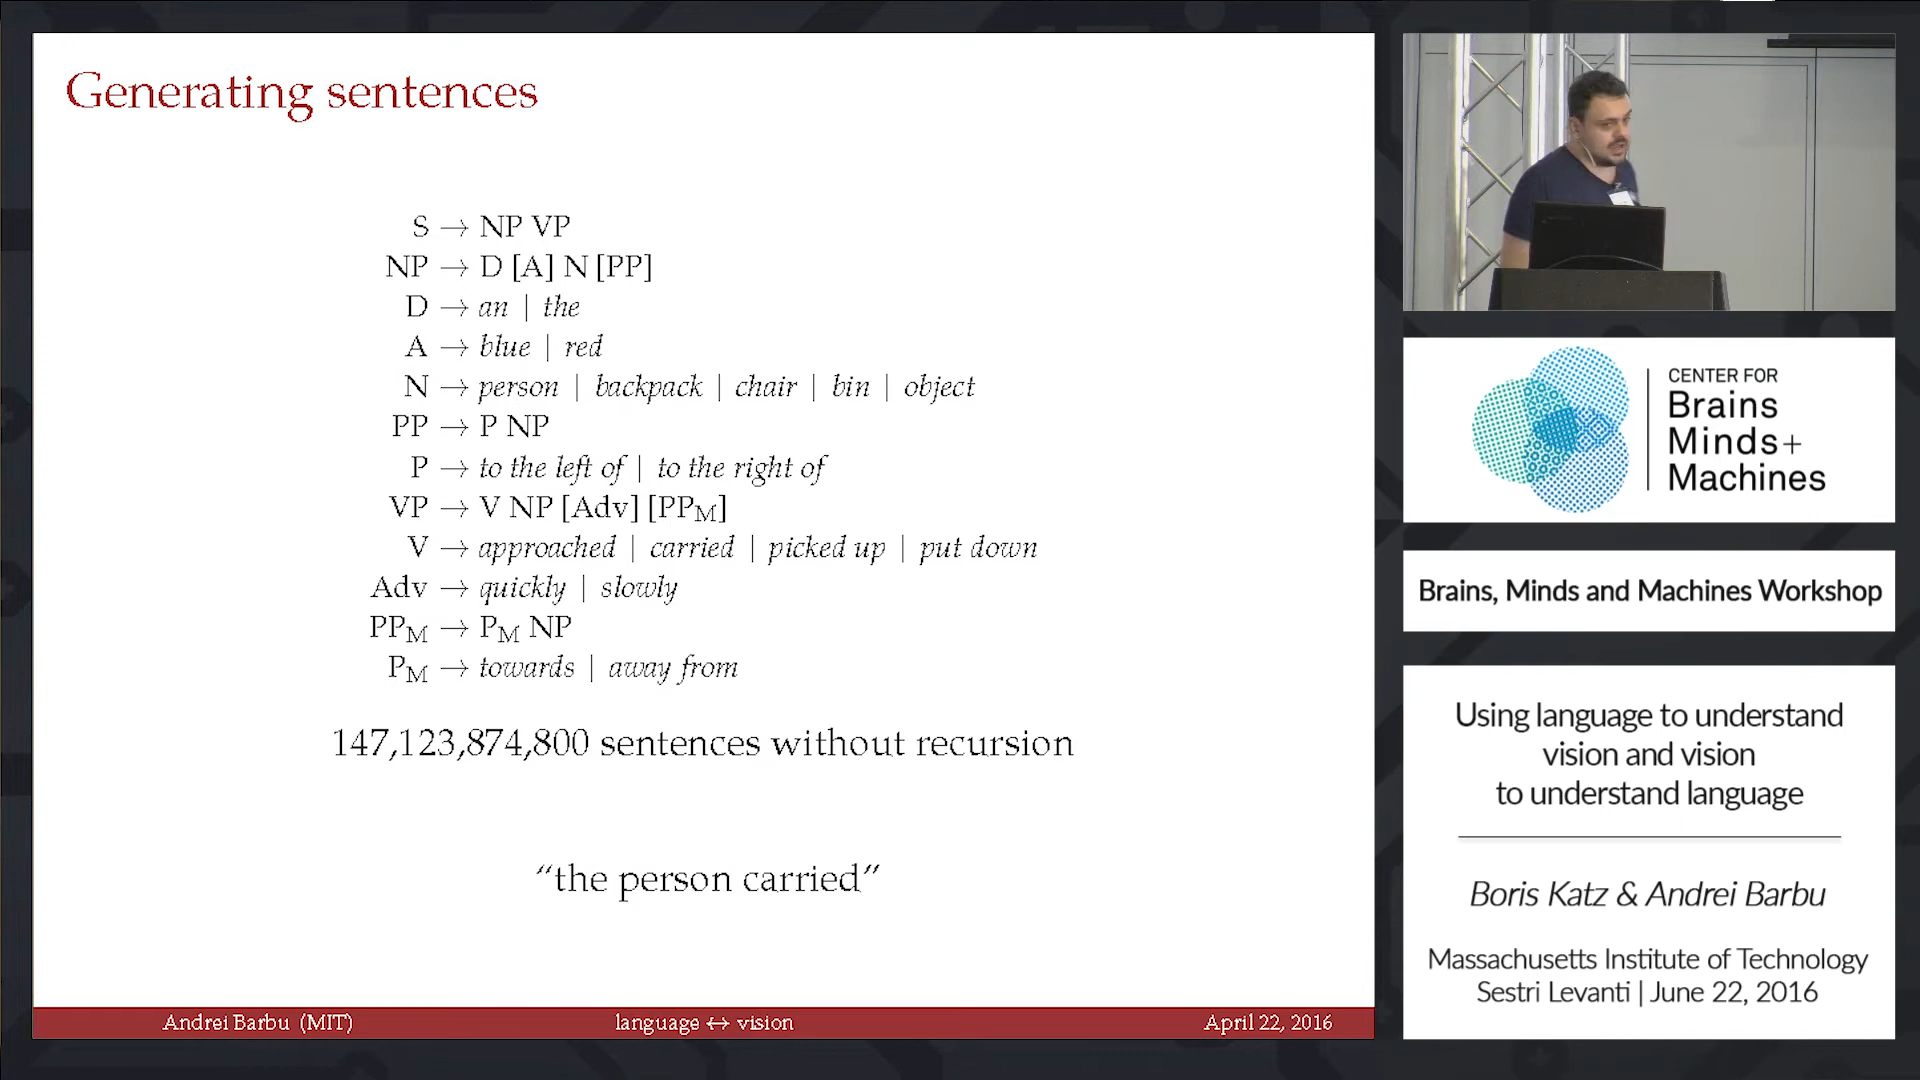 Generating sentences
S → NP VP
NP → D [A] N [PP]
D → an | the
A → blue | red
N → person | backpack | chair | bin | object
PP → P NP
P → to the left of | to the right of
VP → V NP [Adv] [PPM]
V → approached | carried | picked up | put down
Adv → quickly | slowly
PPM → PM NP
PM → towards | away from
147,123,874,800 sentences without recursion
“the person carried”
Andrei Barbu (MIT) language ↔ vision April 22, 2016
CENTER FOR
Brains
Minds+
Machines
Brains, Minds and Machines Workshop
Using language to understand
vision and vision
to understand language
Boris Katz & Andrei Barbu
Massachusetts Institute of Technology
Sestri Levanti | June 22, 2016